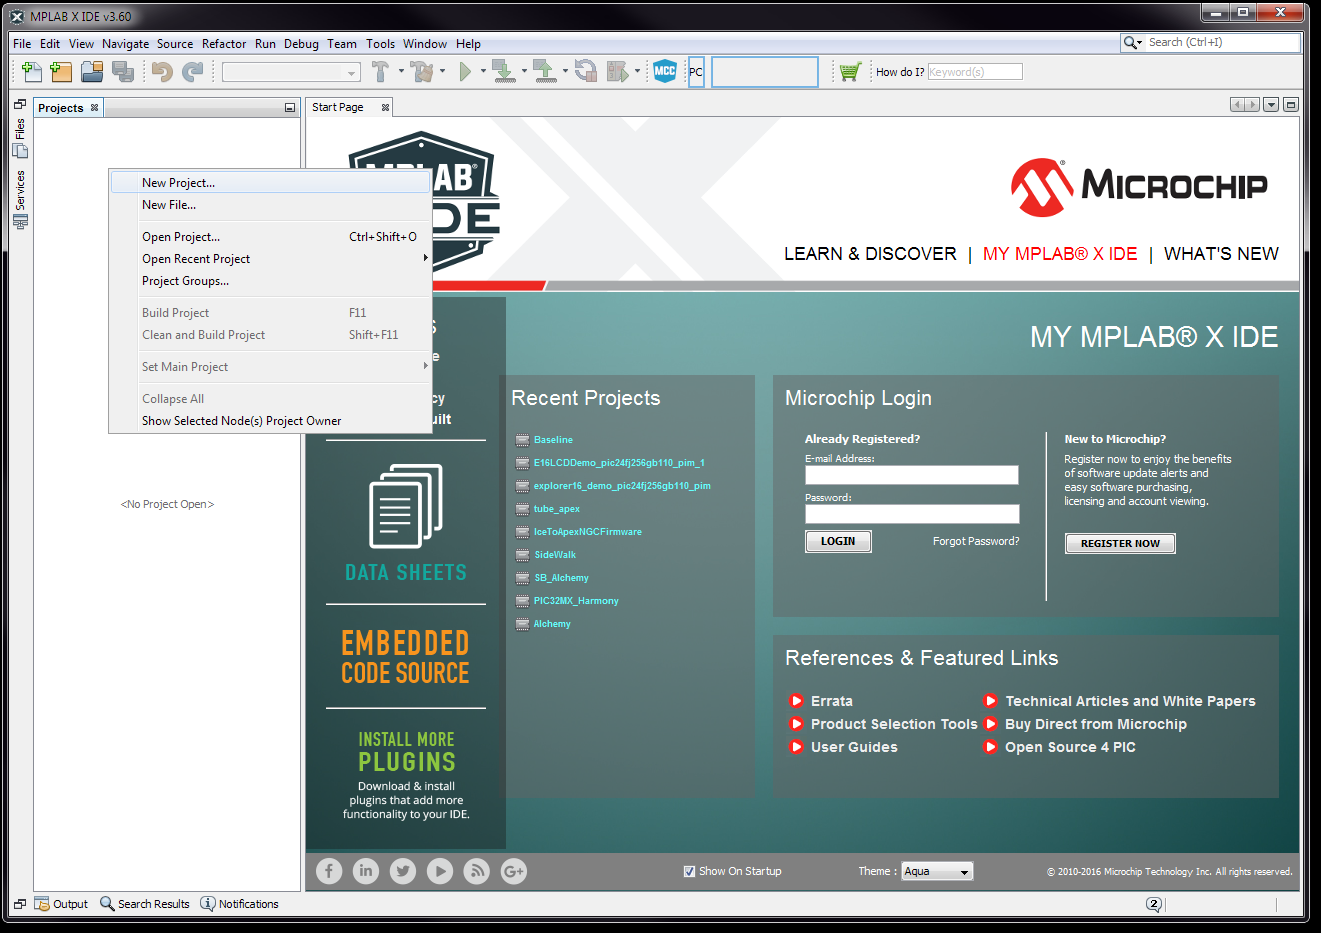 MPLAB X IDE v3.60
File Edit View Navigate Source Refactor Run Debug Team Tools Window Help
Search (Ctrl+I)
MCC
PC
How do I?
Keyword(s)
Files
Services
Projects
Start Page
New Project...
New File...
Open Project... Ctrl+Shift+O
Open Recent Project
Project Groups...
Build Project F11
Clean and Build Project Shift+F11
Set Main Project
Collapse All
Show Selected Node(s) Project Owner
<No Project Open>
MPLAB®
IDE
MICROCHIP
LEARN & DISCOVER | MY MPLAB® X IDE | WHAT'S NEW
MY MPLAB® X IDE
DATA SHEETS
EMBEDDED
CODE SOURCE
INSTALL MORE
PLUGINS
Download & install
plugins that add more
functionality to your IDE.
Recent Projects
Baseline
E16LCDDemo_pic24fj256gb110_pim_1
explorer16_demo_pic24fj256gb110_pim
tube_apex
IceToApexNGCFirmware
SideWalk
SB_Alchemy
PIC32MX_Harmony
Alchemy
Microchip Login
Already Registered?
E-mail Address:
Password:
LOGIN
Forgot Password?
New to Microchip?
Register now to enjoy the benefits
of software update alerts and
easy software purchasing,
licensing and account viewing.
REGISTER NOW
References & Featured Links
Errata
Product Selection Tools
User Guides
Technical Articles and White Papers
Buy Direct from Microchip
Open Source 4 PIC
Show On Startup
Theme :
Aqua
© 2010-2016 Microchip Technology Inc. All rights reserved.
Output
Search Results
Notifications
2